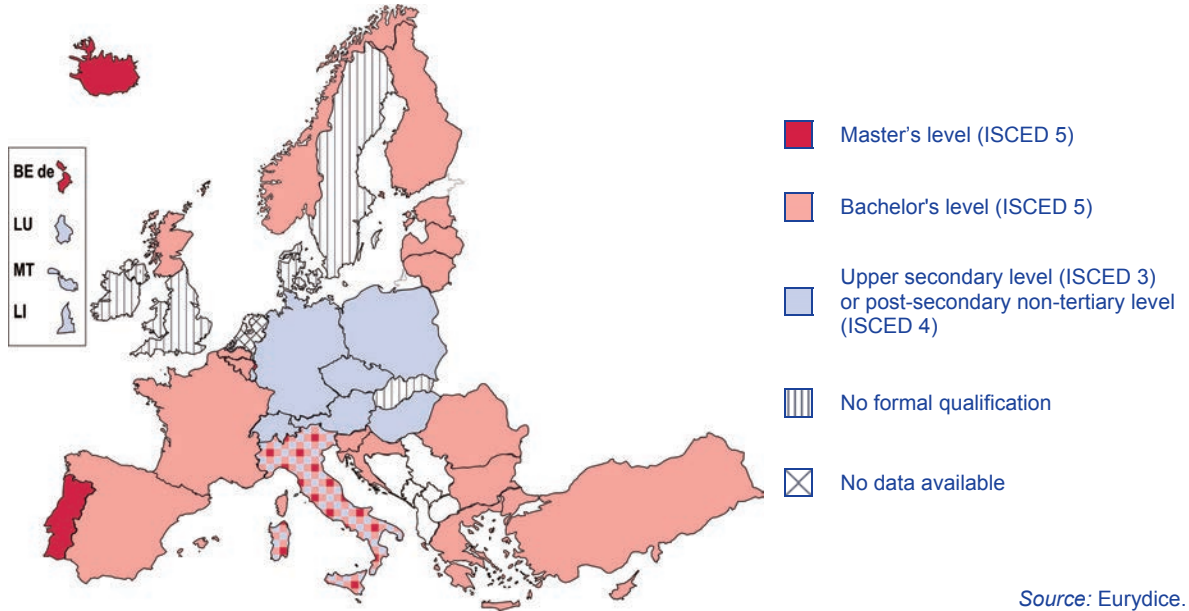 BE de
LU
MT
LI
Master’s level (ISCED 5)
Bachelor's level (ISCED 5)
Upper secondary level (ISCED 3)
or post-secondary non-tertiary level
(ISCED 4)
No formal qualification
No data available
Source: Eurydice.